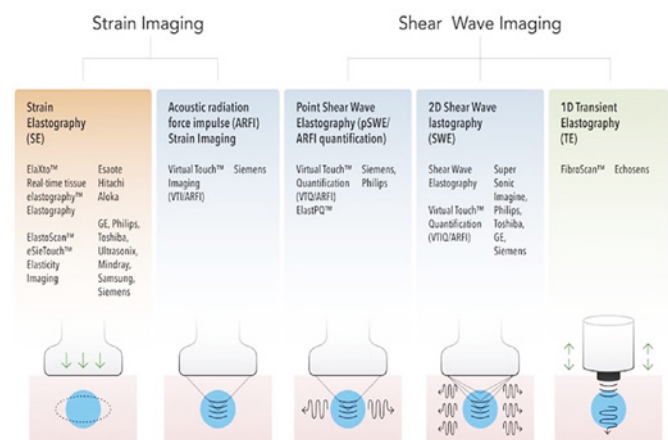 Strain Imaging
Shear Wave Imaging
Strain
Elastography
(SE)
ElaXto™
Real-time tissue
elastography™
Elastography
ElastoScan™
eSieTouch™
Elasticity
Imaging
Esaote
Hitachi
Aloka
GE, Philips,
Toshiba,
Ultrasonix,
Mindray,
Samsung,
Siemens
Acoustic radiation
force impulse (ARFI)
Strain Imaging
Virtual Touch™
Imaging
(VTI/ARFI)
Siemens
Point Shear Wave
Elastography (pSWE/
ARFI quantification)
Virtual Touch™
Quantification
(VTQ/ARFI)
ElastPQ™
Siemens,
Philips
2D Shear Wave
lastography
(SWE)
Shear Wave
Elastography
Virtual Touch™
Quantification
(VTIQ/ARFI)
Super
Sonic
Imagine,
Philips,
Toshiba,
GE,
Siemens
1D Transient
Elastography
(TE)
FibroScan™
Echosens